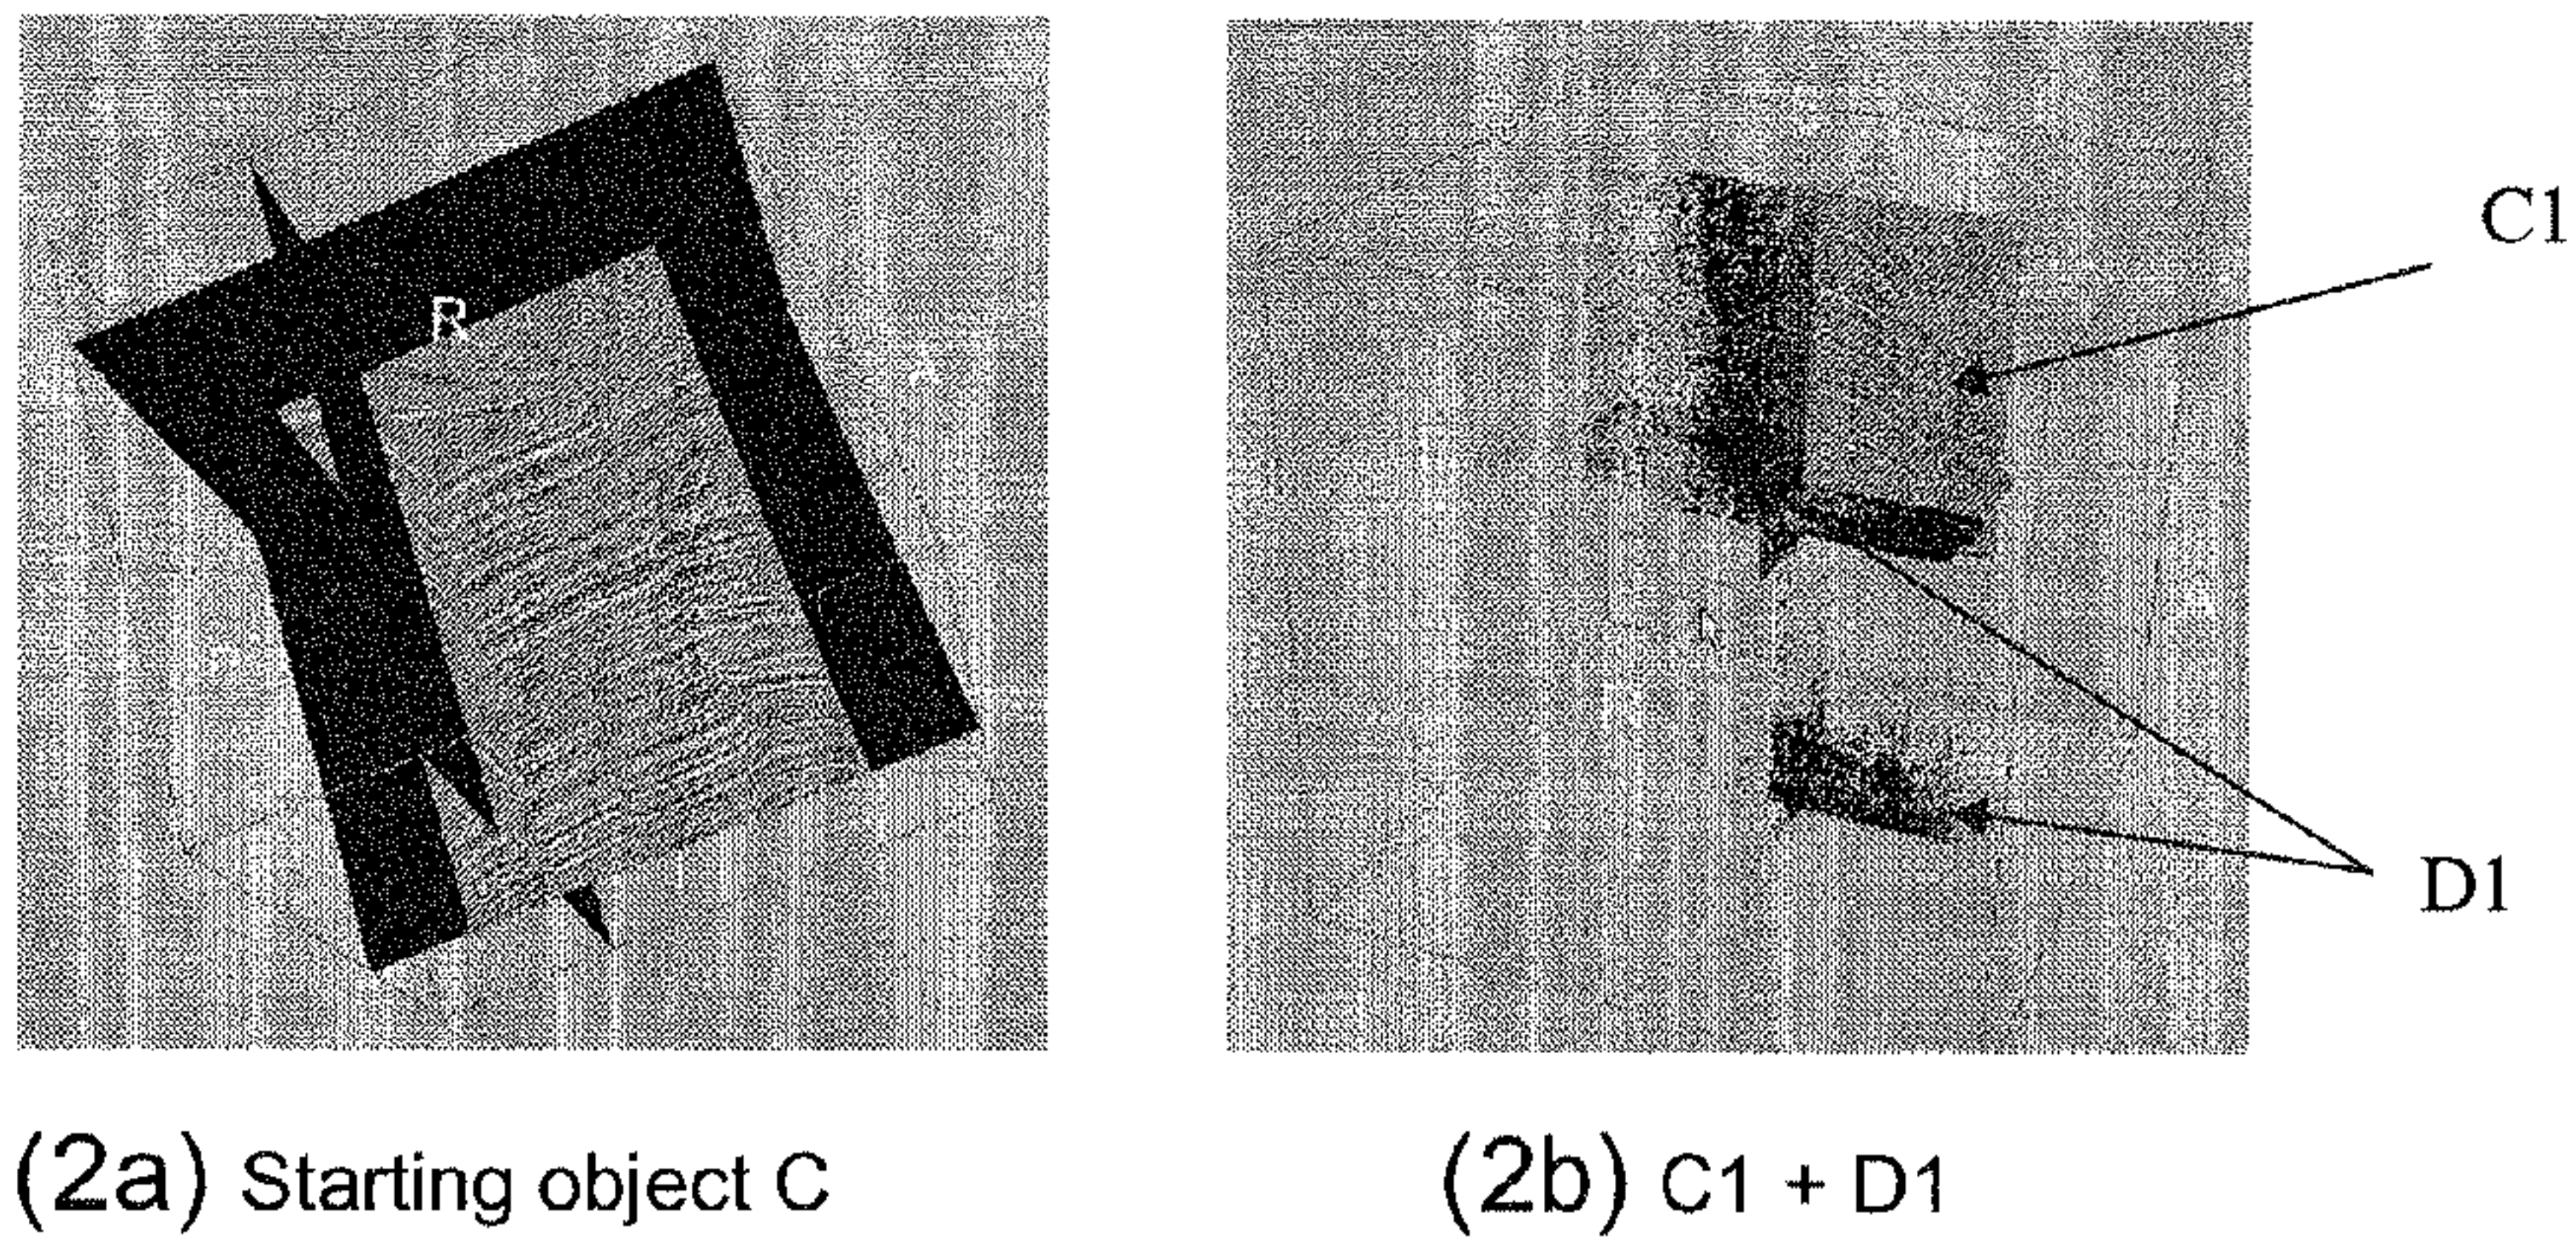 R
C1
D1
(2a) Starting object C
(2b) C1 + D1